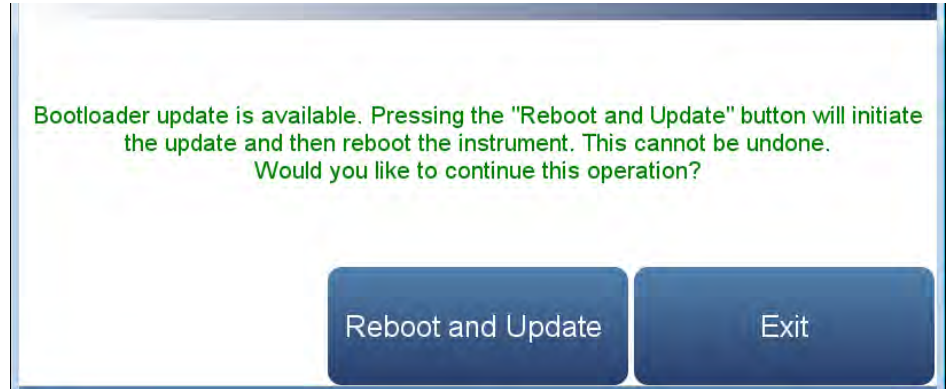 Bootloader update is available. Pressing the "Reboot and Update" button will initiate
the update and then reboot the instrument. This cannot be undone.
Would you like to continue this operation?
Reboot and Update
Exit